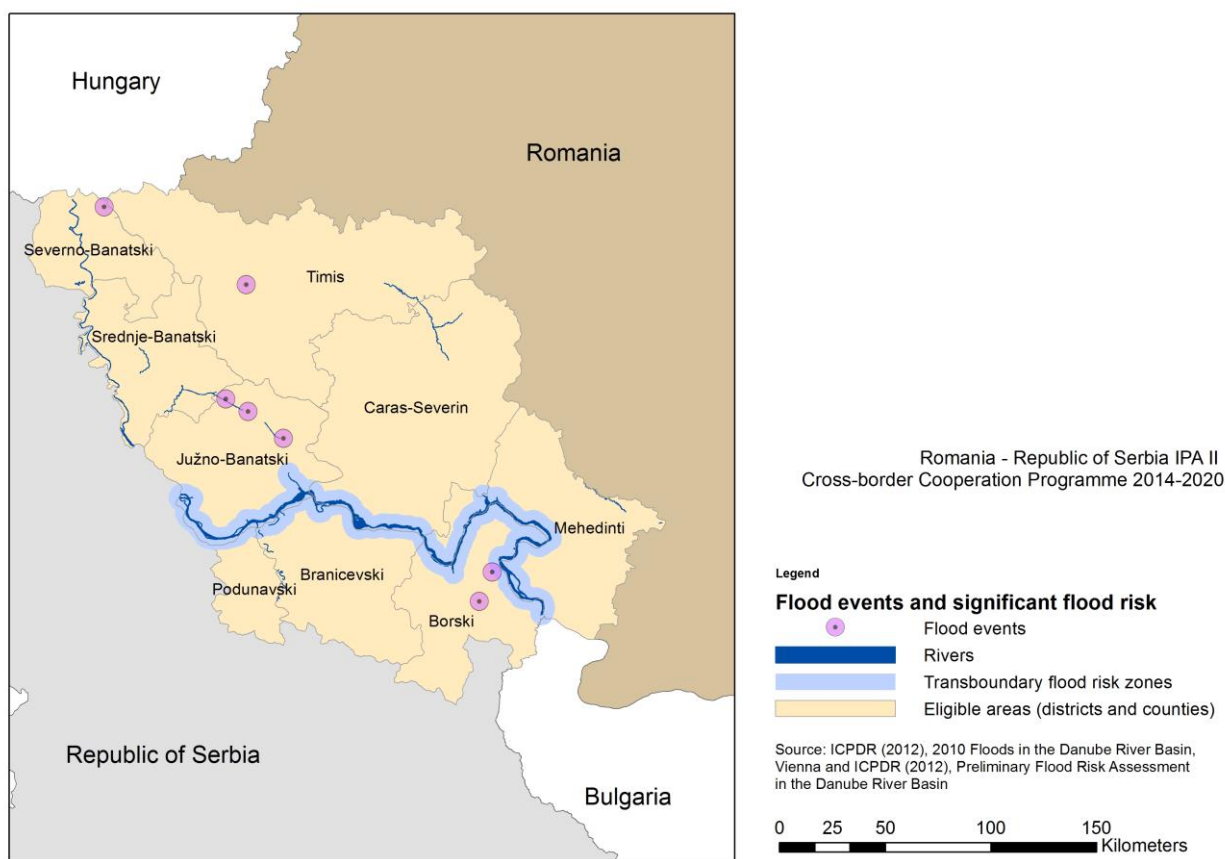 Hungary
Romania
Severno-Banatski
Timis
Srednje-Banatski
Caras-Severin
Južno-Banatski
Mehedinti
Branicevski
Podunavski
Borski
Republic of Serbia
Bulgaria
Romania - Republic of Serbia IPA II
Cross-border Cooperation Programme 2014-2020
Legend
Flood events and significant flood risk
Flood events
Rivers
Transboundary flood risk zones
Eligible areas (districts and counties)
Source: ICPDR (2012), 2010 Floods in the Danube River Basin,
Vienna and ICPDR (2012), Preliminary Flood Risk Assessment
in the Danube River Basin
0 25 50 100 150
Kilometers